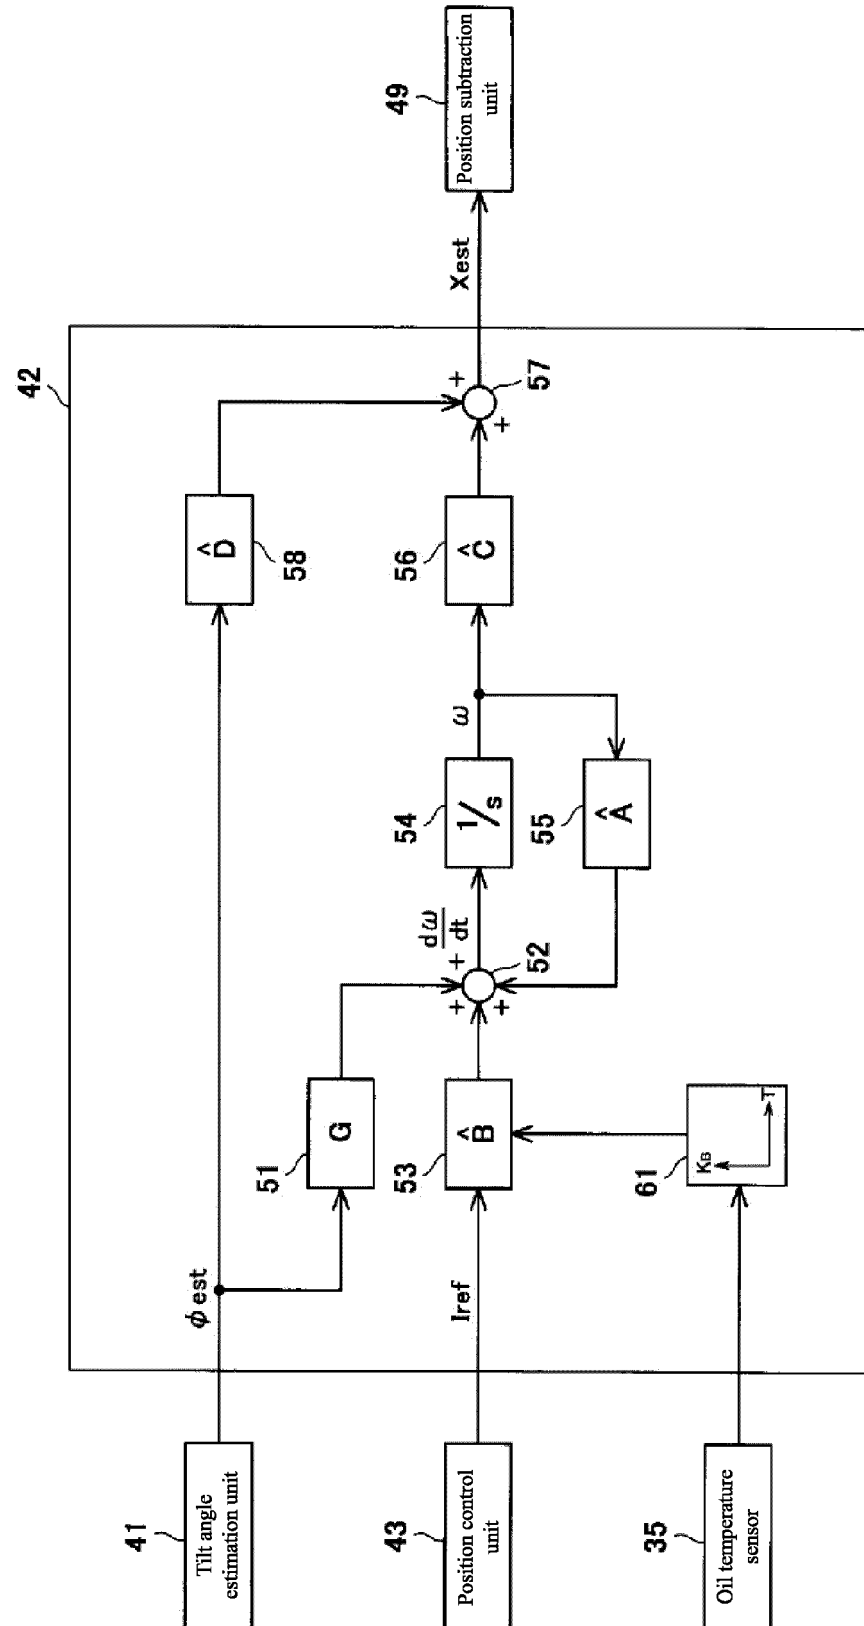 42
41
Tilt angle
estimation unit
φest
51
G
58
^D
43
Position control
unit
Iref
53
^B
52
+
+
+
dω
dt
54
1/s
ω
55
^A
56
^C
57
+
+
Xest
49
Position subtraction
unit
35
Oil temperature
sensor
61
KB
T